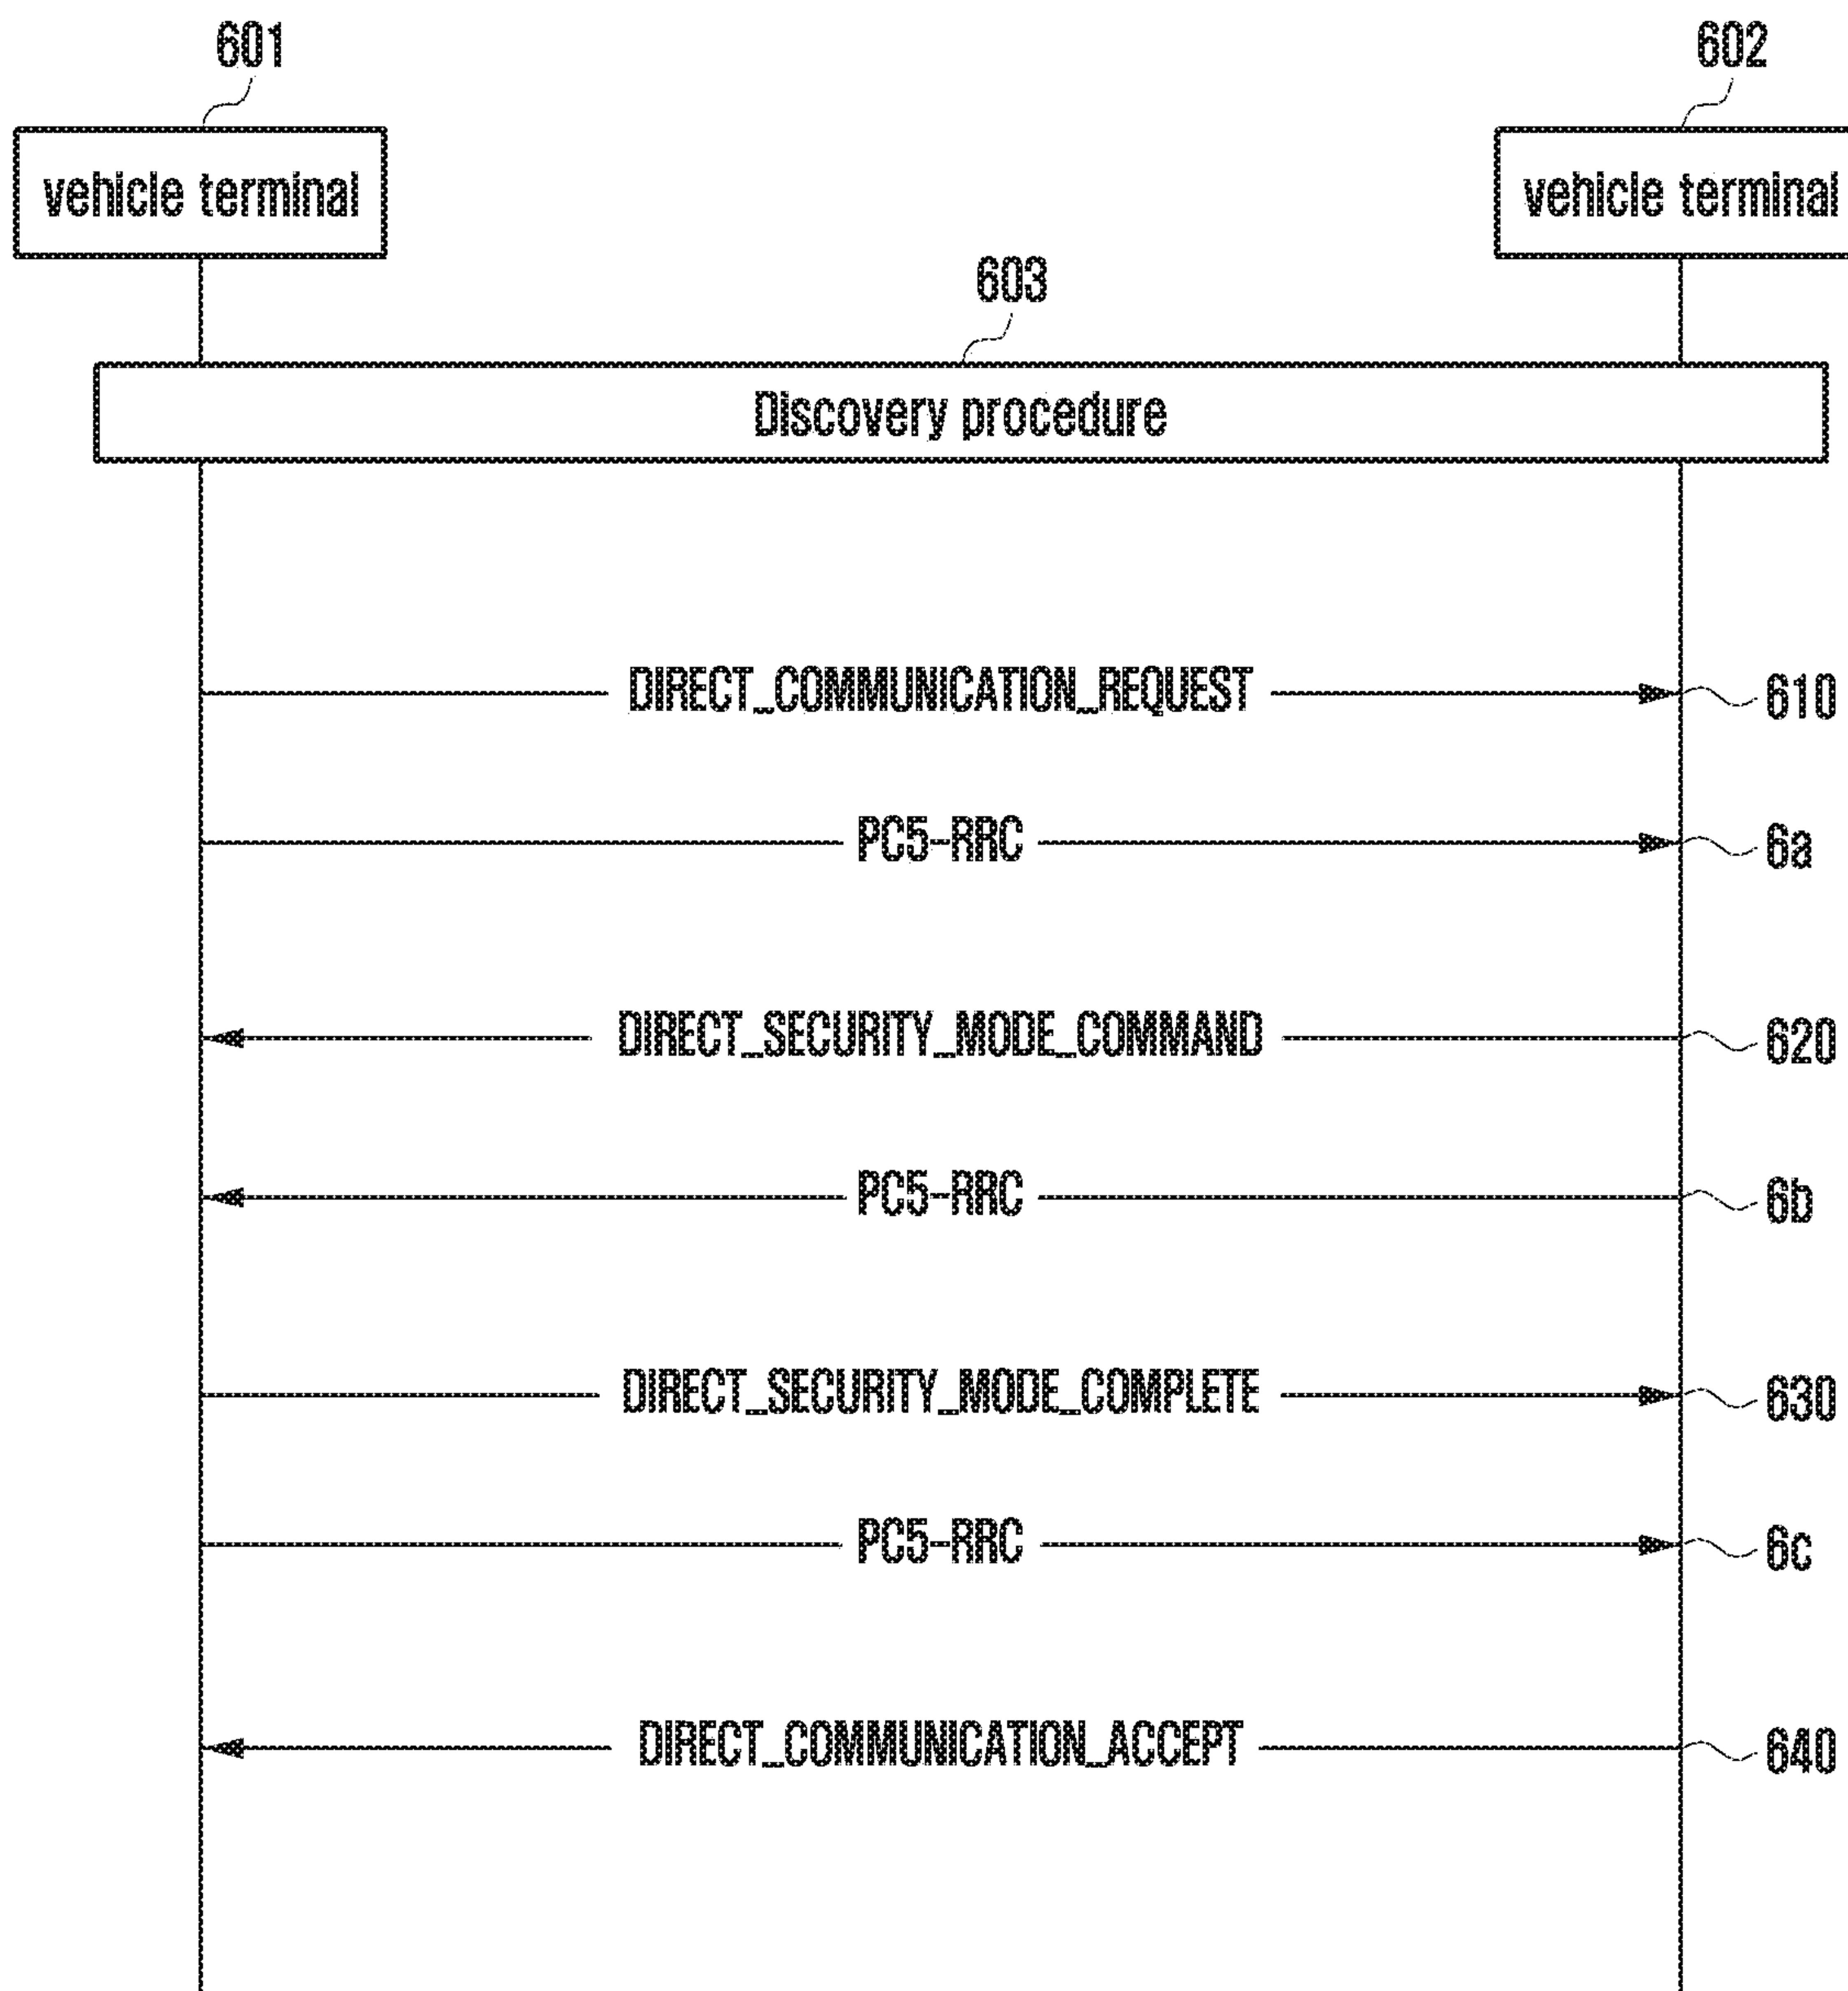 601
602
vehicle terminal
vehicle terminal
603
Discovery procedure
DIRECT_COMMUNICATION_REQUEST
610
PC5-RRC
6a
DIRECT_SECURITY_MODE_COMMAND
620
PC5-RRC
6b
DIRECT_SECURITY_MODE_COMPLETE
630
PC5-RRC
6c
DIRECT_COMMUNICATION_ACCEPT
640